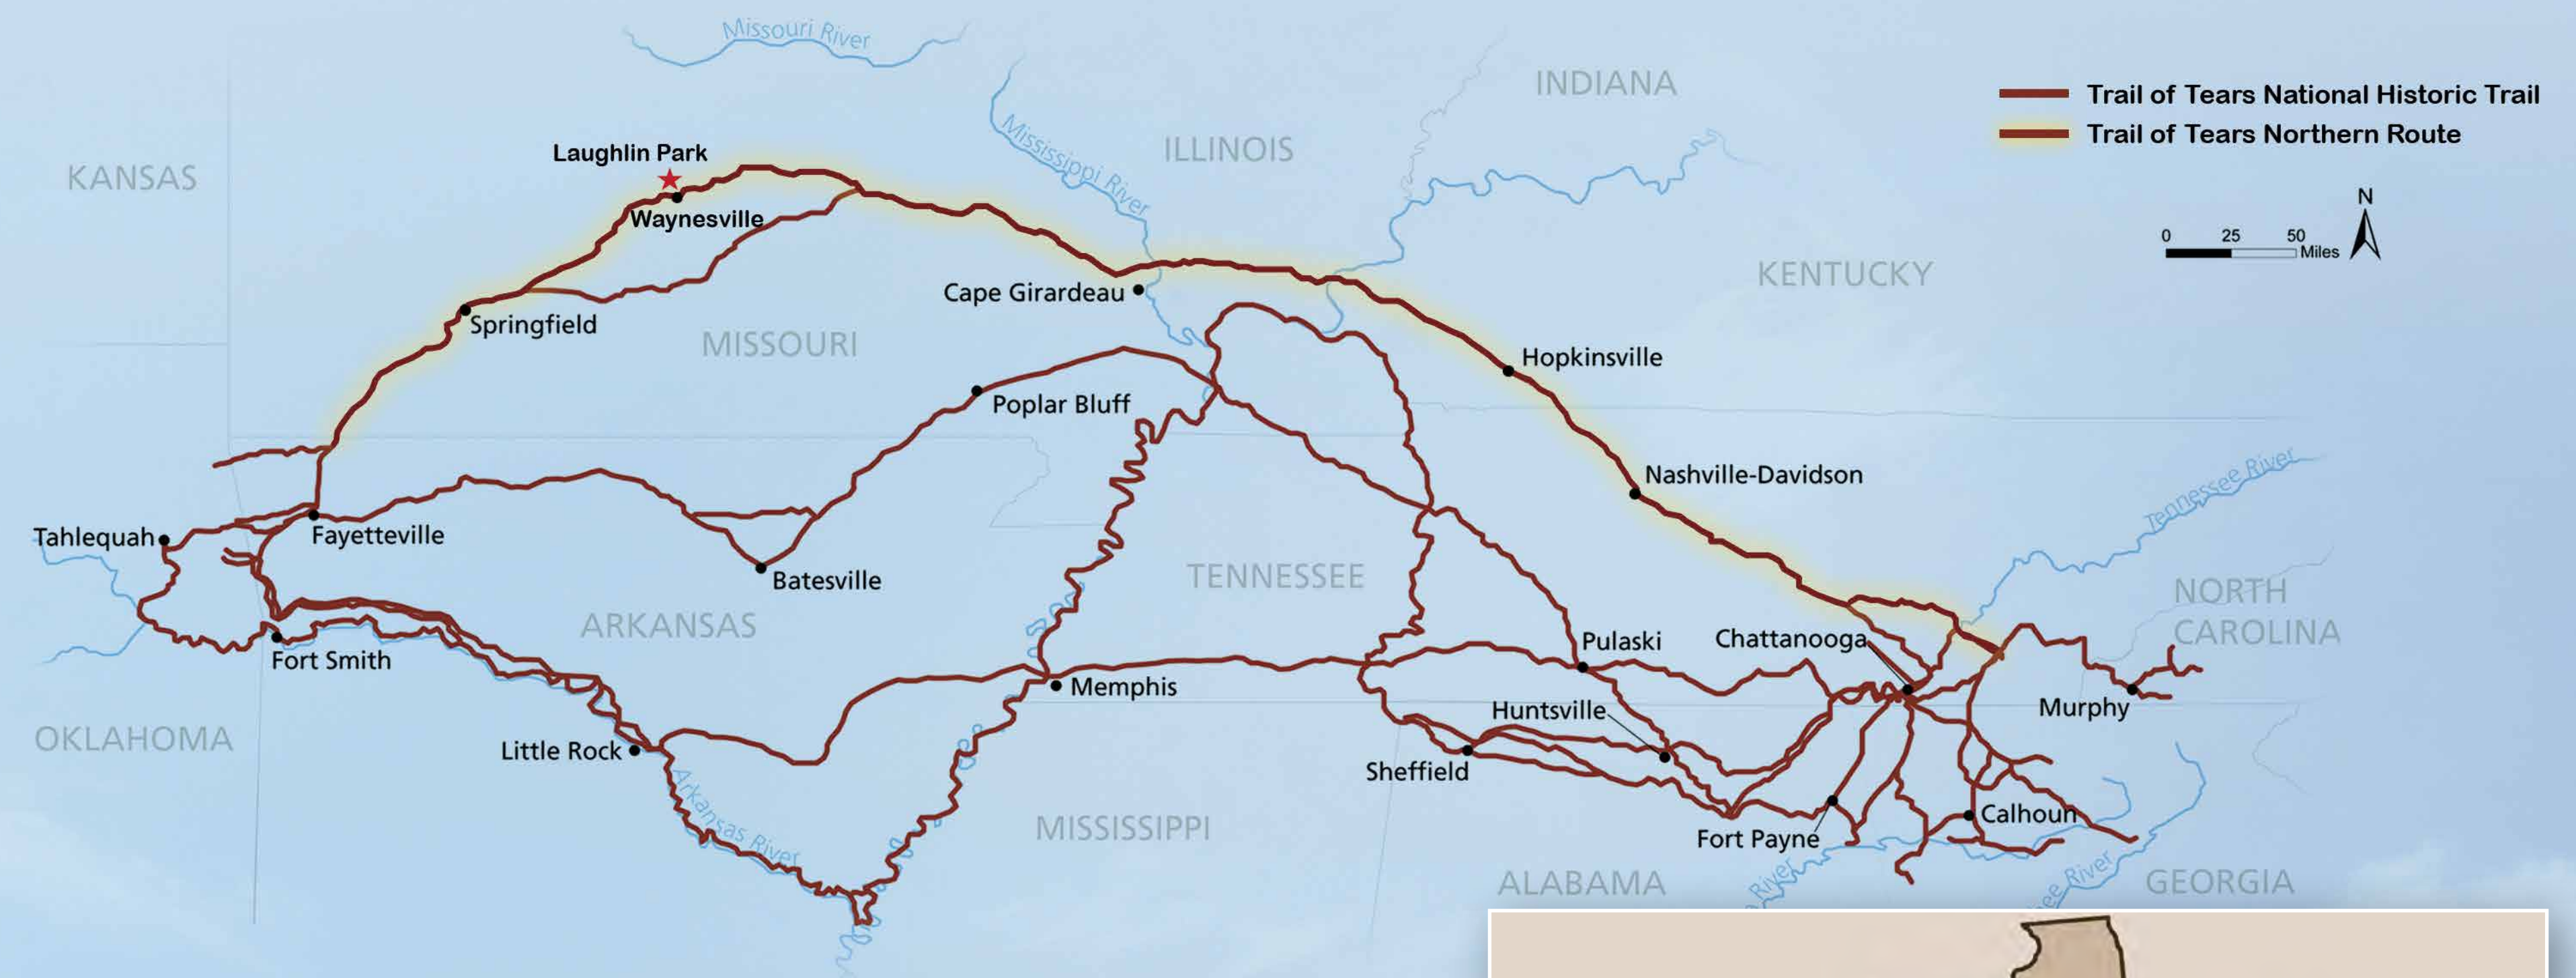 Missouri River
INDIANA
Trail of Tears National Historic Trail
Trail of Tears Northern Route
Mississippi River
ILLINOIS
Laughlin Park
KANSAS
N
Waynesville
0 25 50
Miles
KENTUCKY
Cape Girardeau
Springfield
MISSOURI
Hopkinsville
Poplar Bluff
Nashville-Davidson
Tennessee River
Tahlequah
Fayetteville
Batesville
TENNESSEE
NORTH
CAROLINA
ARKANSAS
Pulaski
Chattanooga
Fort Smith
Memphis
Murphy
Huntsville
OKLAHOMA
Little Rock
Sheffield
Arkansas River
Calhoun
MISSISSIPPI
Fort Payne
River
River
ALABAMA
GEORGIA